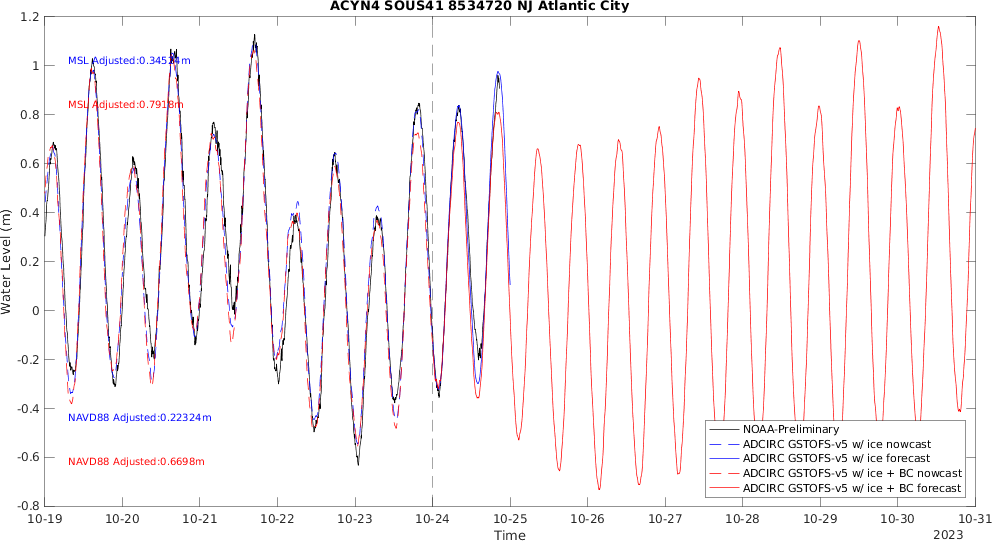 ACYN4 SOUS41 8534720 NJ Atlantic City
1.2
1
0.8
0.6
0.4
0.2
0
-0.2
-0.4
-0.6
-0.8
Water Level (m)
MSL Adjusted:0.34524m
MSL Adjusted:0.7918m
NAVD88 Adjusted:0.22324m
NAVD88 Adjusted:0.6698m
NOAA-Preliminary
ADCIRC GSTOFS-v5 w/ ice nowcast
ADCIRC GSTOFS-v5 w/ ice forecast
ADCIRC GSTOFS-v5 w/ ice + BC nowcast
ADCIRC GSTOFS-v5 w/ ice + BC forecast
10-19 10-20 10-21 10-22 10-23 10-24 10-25 10-26 10-27 10-28 10-29 10-30 10-31
Time
2023